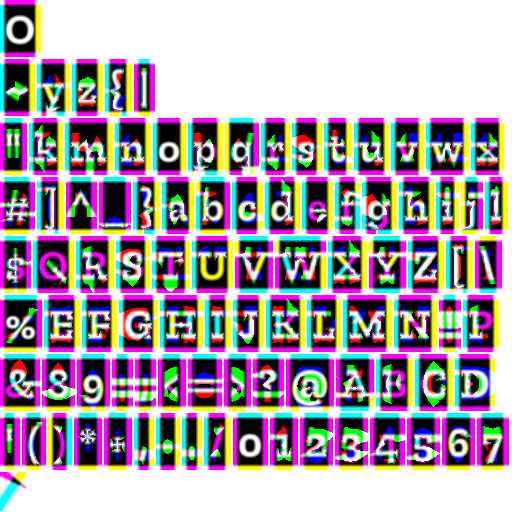 O
~ y z { |
" k m n o p q r s t u v w x
# ] ^ _ } a b c d e f g h i j l
$ Q R S T U V W X Y Z [ \
% E F G H I J K L M N ! P
& 8 9 : ; < = > ? @ A B C D
' ( ) * + , - . / 0 1 2 3 4 5 6 7